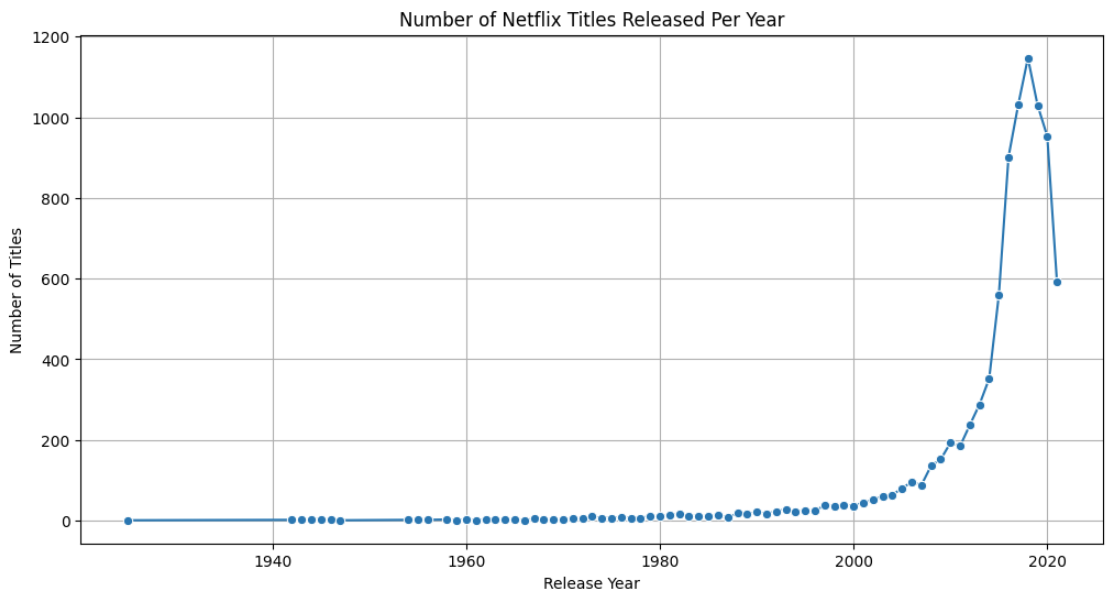 Number of Netflix Titles Released Per Year
1200
1000
800
600
400
200
0
Number of Titles
1940 1960 1980 2000 2020
Release Year